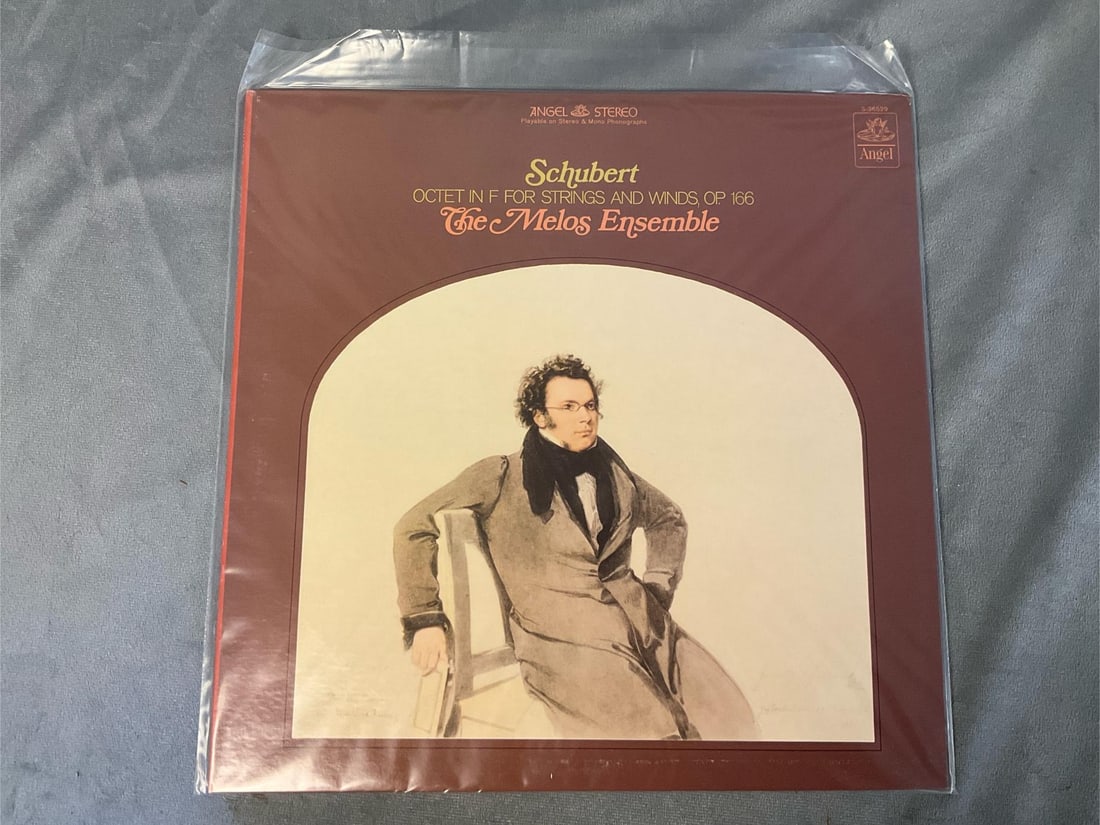 ANGEL STEREO
Playable on Stereo & Mono Phonographs
S-36529
Angel
Schubert
OCTET IN F FOR STRINGS AND WINDS, OP 166
The Melos Ensemble